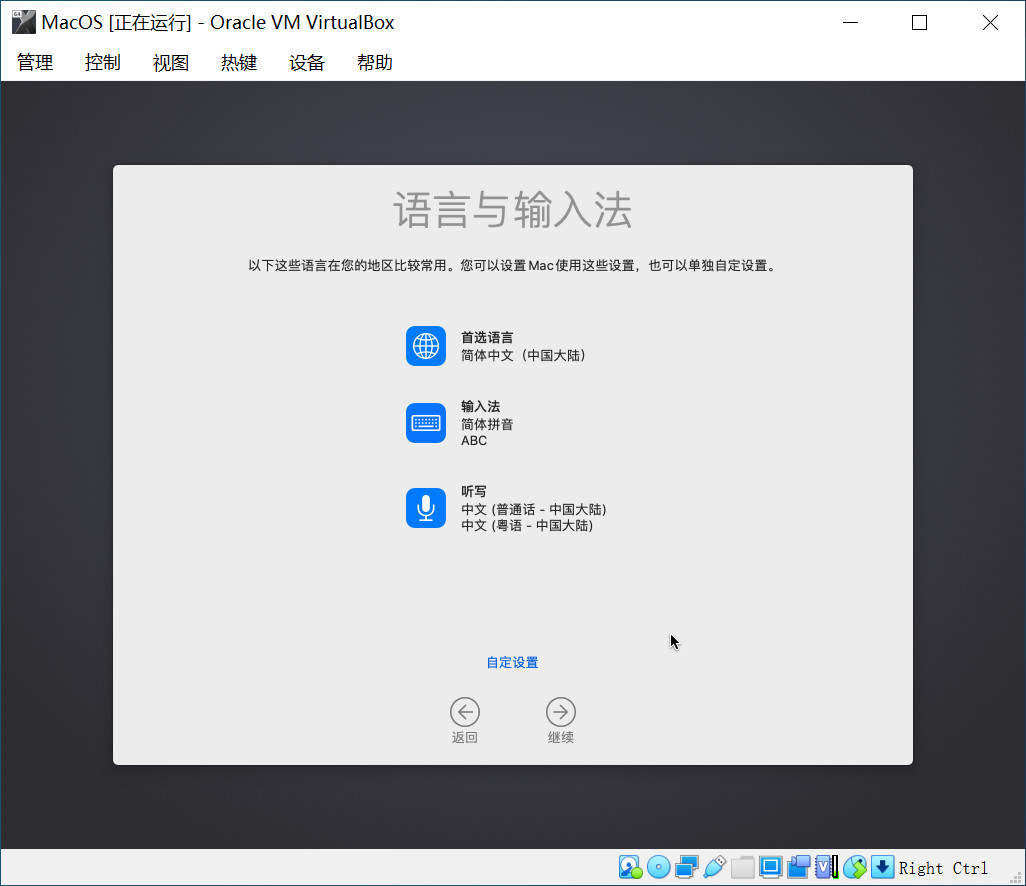 MacOS [正在运行] - Oracle VM VirtualBox
管理 控制 视图 热键 设备 帮助
语言与输入法
以下这些语言在您的地区比较常用。您可以设置Mac使用这些设置，也可以单独自定设置。
首选语言
简体中文（中国大陆）
输入法
简体拼音
ABC
听写
中文 (普通话 - 中国大陆)
中文 (粤语 - 中国大陆)
自定设置
返回 继续
Right Ctrl